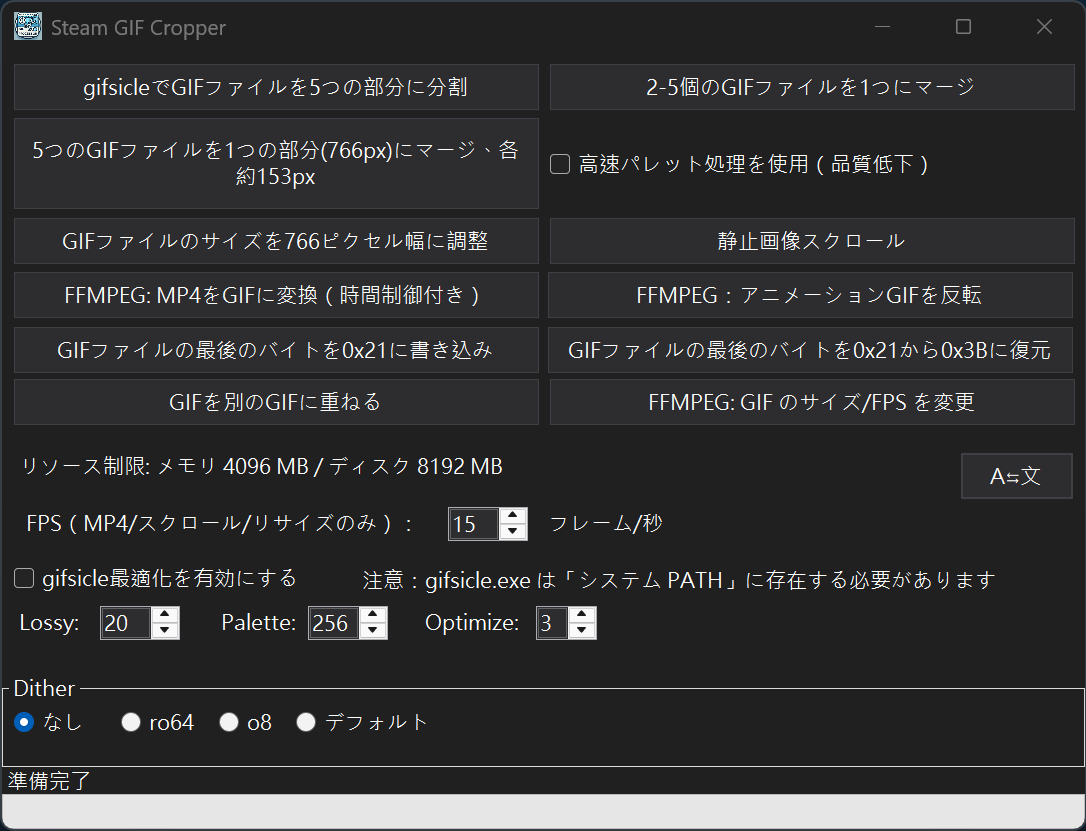 Steam GIF Cropper
gifsicleでGIFファイルを5つの部分に分割
2-5個のGIFファイルを1つにマージ
5つのGIFファイルを1つの部分(766px)にマージ、各
約153px
高速パレット処理を使用（品質低下）
GIFファイルのサイズを766ピクセル幅に調整
静止画像スクロール
FFMPEG: MP4をGIFに変換（時間制御付き）
FFMPEG：アニメーションGIFを反転
GIFファイルの最後のバイトを0x21に書き込み
GIFファイルの最後のバイトを0x21から0x3Bに復元
GIFを別のGIFに重ねる
FFMPEG: GIF のサイズ/FPS を変更
リソース制限: メモリ 4096 MB / ディスク 8192 MB
A⇆文
FPS（MP4/スクロール/リサイズのみ）： 15 フレーム/秒
gifsicle最適化を有効にする
注意：gifsicle.exe は「システム PATH」に存在する必要があります
Lossy: 20 Palette: 256 Optimize: 3
Dither
なし ro64 o8 デフォルト
準備完了